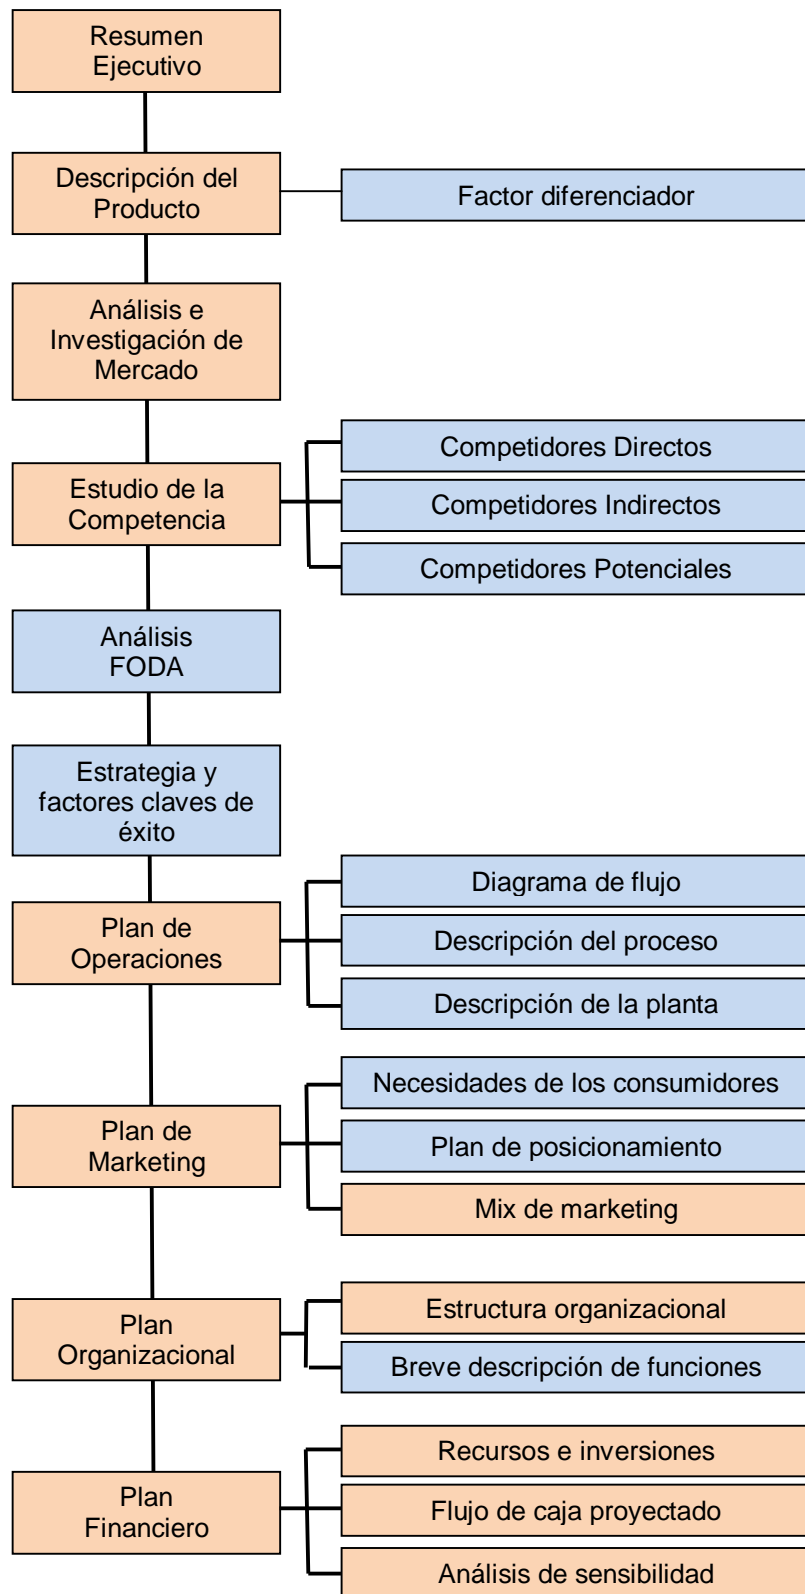 Resumen
Ejecutivo
Descripción del
Producto
Factor diferenciador
Análisis e
Investigación de
Mercado
Competidores Directos
Estudio de la
Competencia
Competidores Indirectos
Competidores Potenciales
Análisis
FODA
Estrategia y
factores claves de
éxito
Diagrama de flujo
Plan de
Operaciones
Descripción del proceso
Descripción de la planta
Necesidades de los consumidores
Plan de
Marketing
Plan de posicionamiento
Mix de marketing
Estructura organizacional
Plan
Organizacional
Breve descripción de funciones
Recursos e inversiones
Plan
Financiero
Flujo de caja proyectado
Análisis de sensibilidad